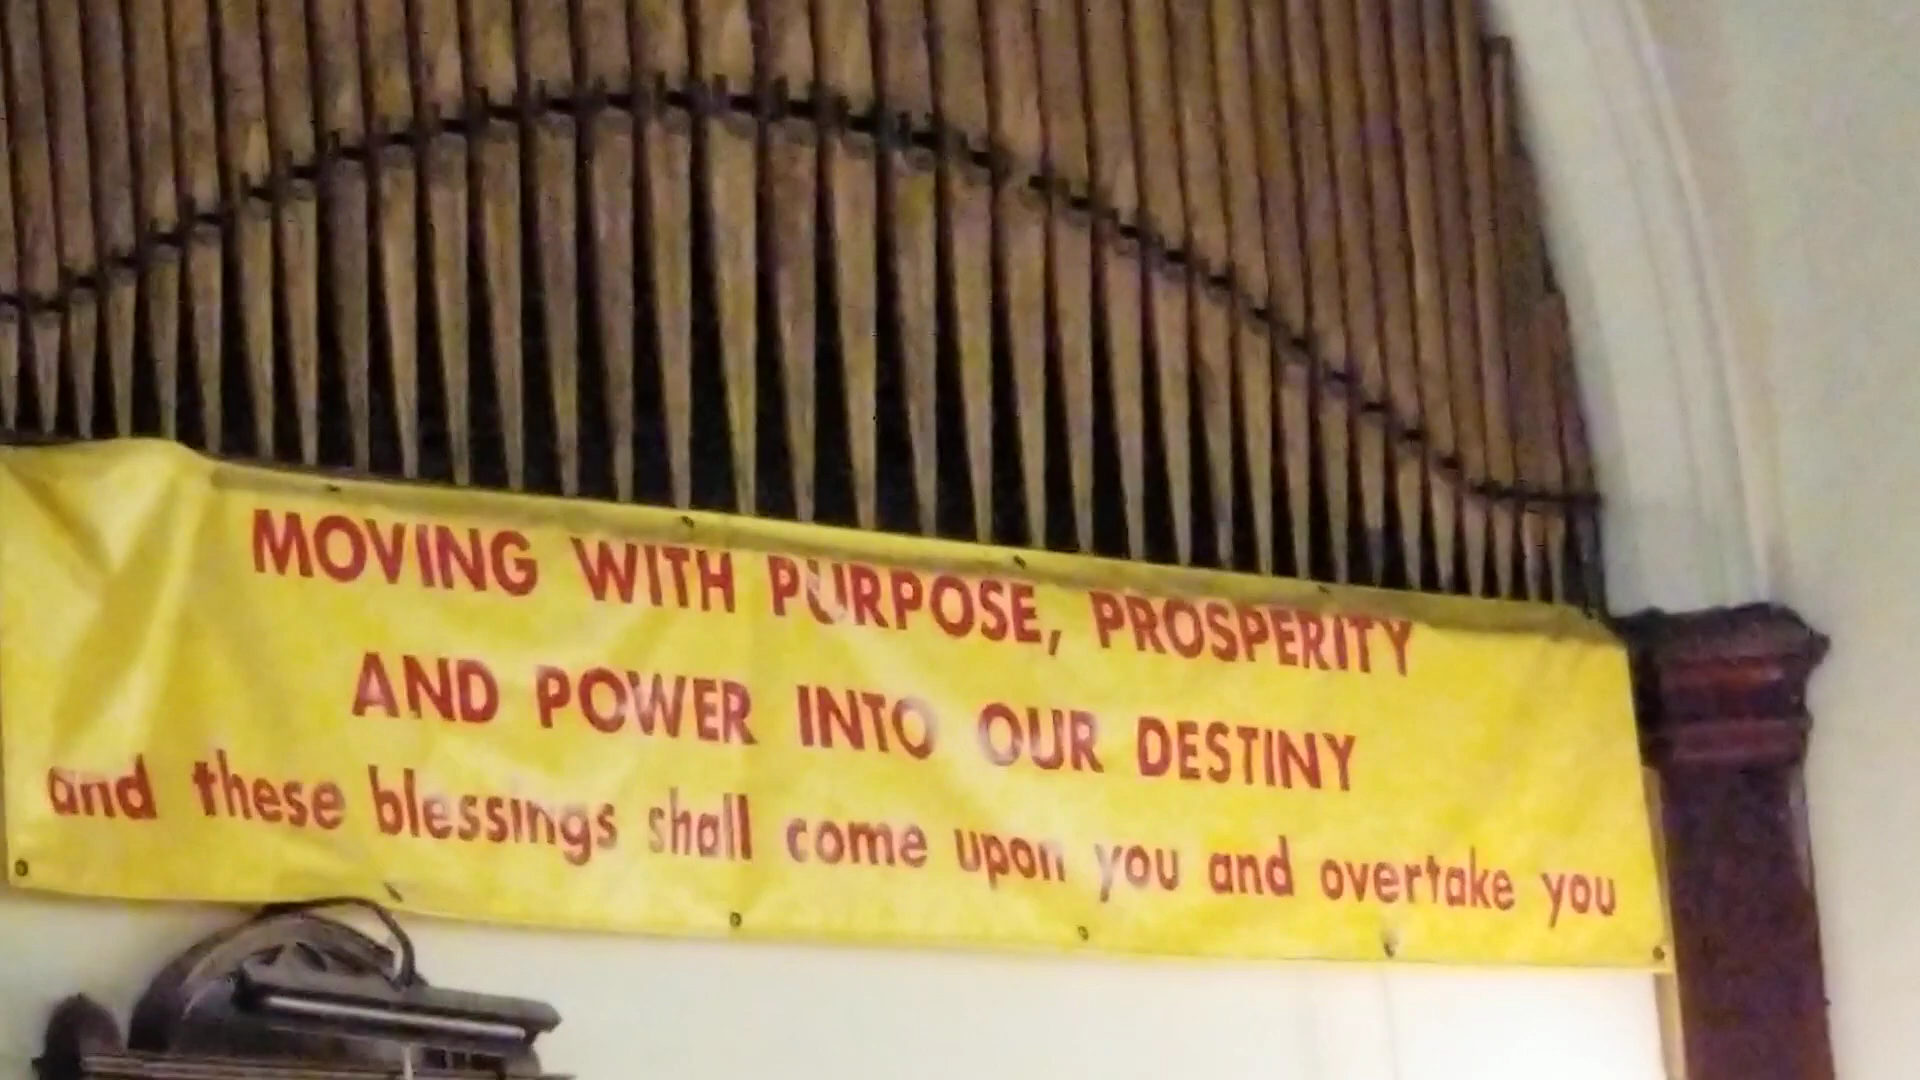 MOVING WITH PURPOSE, PROSPERITY
AND POWER INTO OUR DESTINY
and these blessings shall come upon you and overtake you